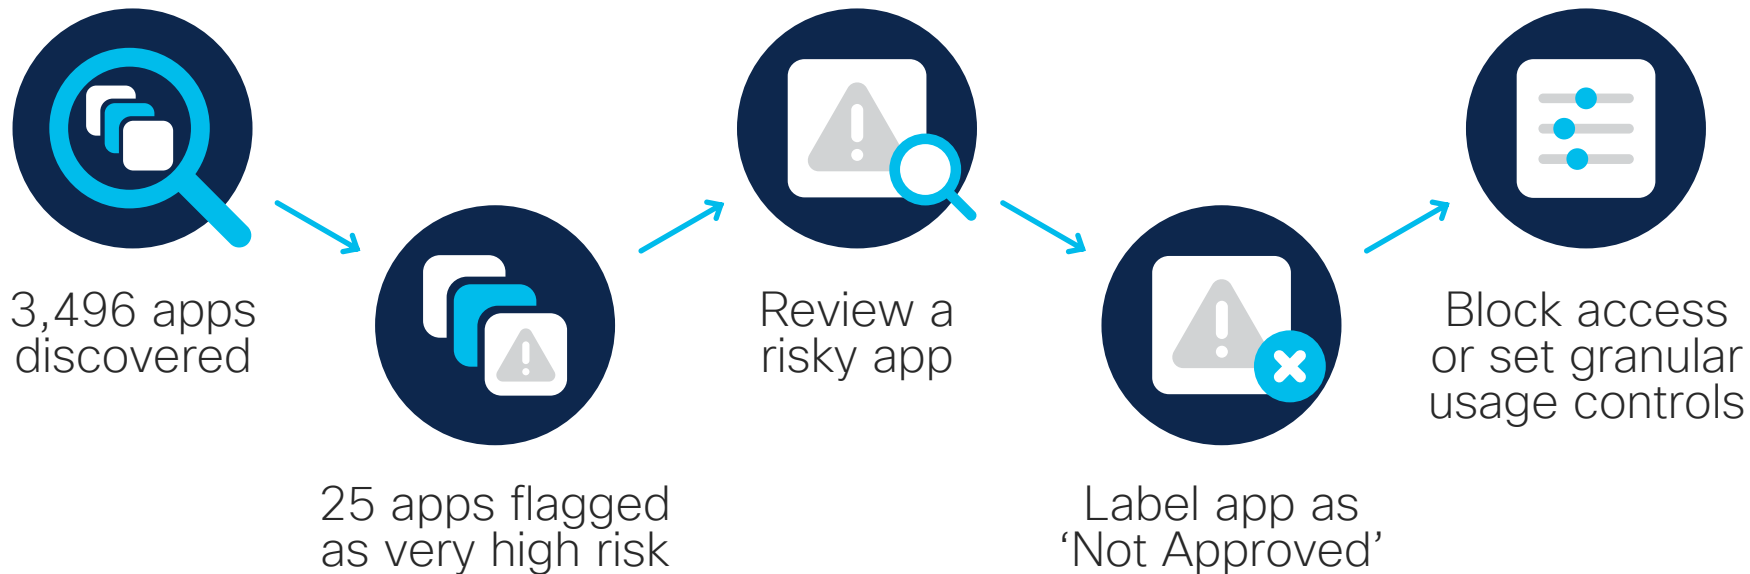 3,496 apps
discovered
25 apps flagged
as very high risk
Review a
risky app
Label app as
‘Not Approved’
Block access
or set granular
usage controls